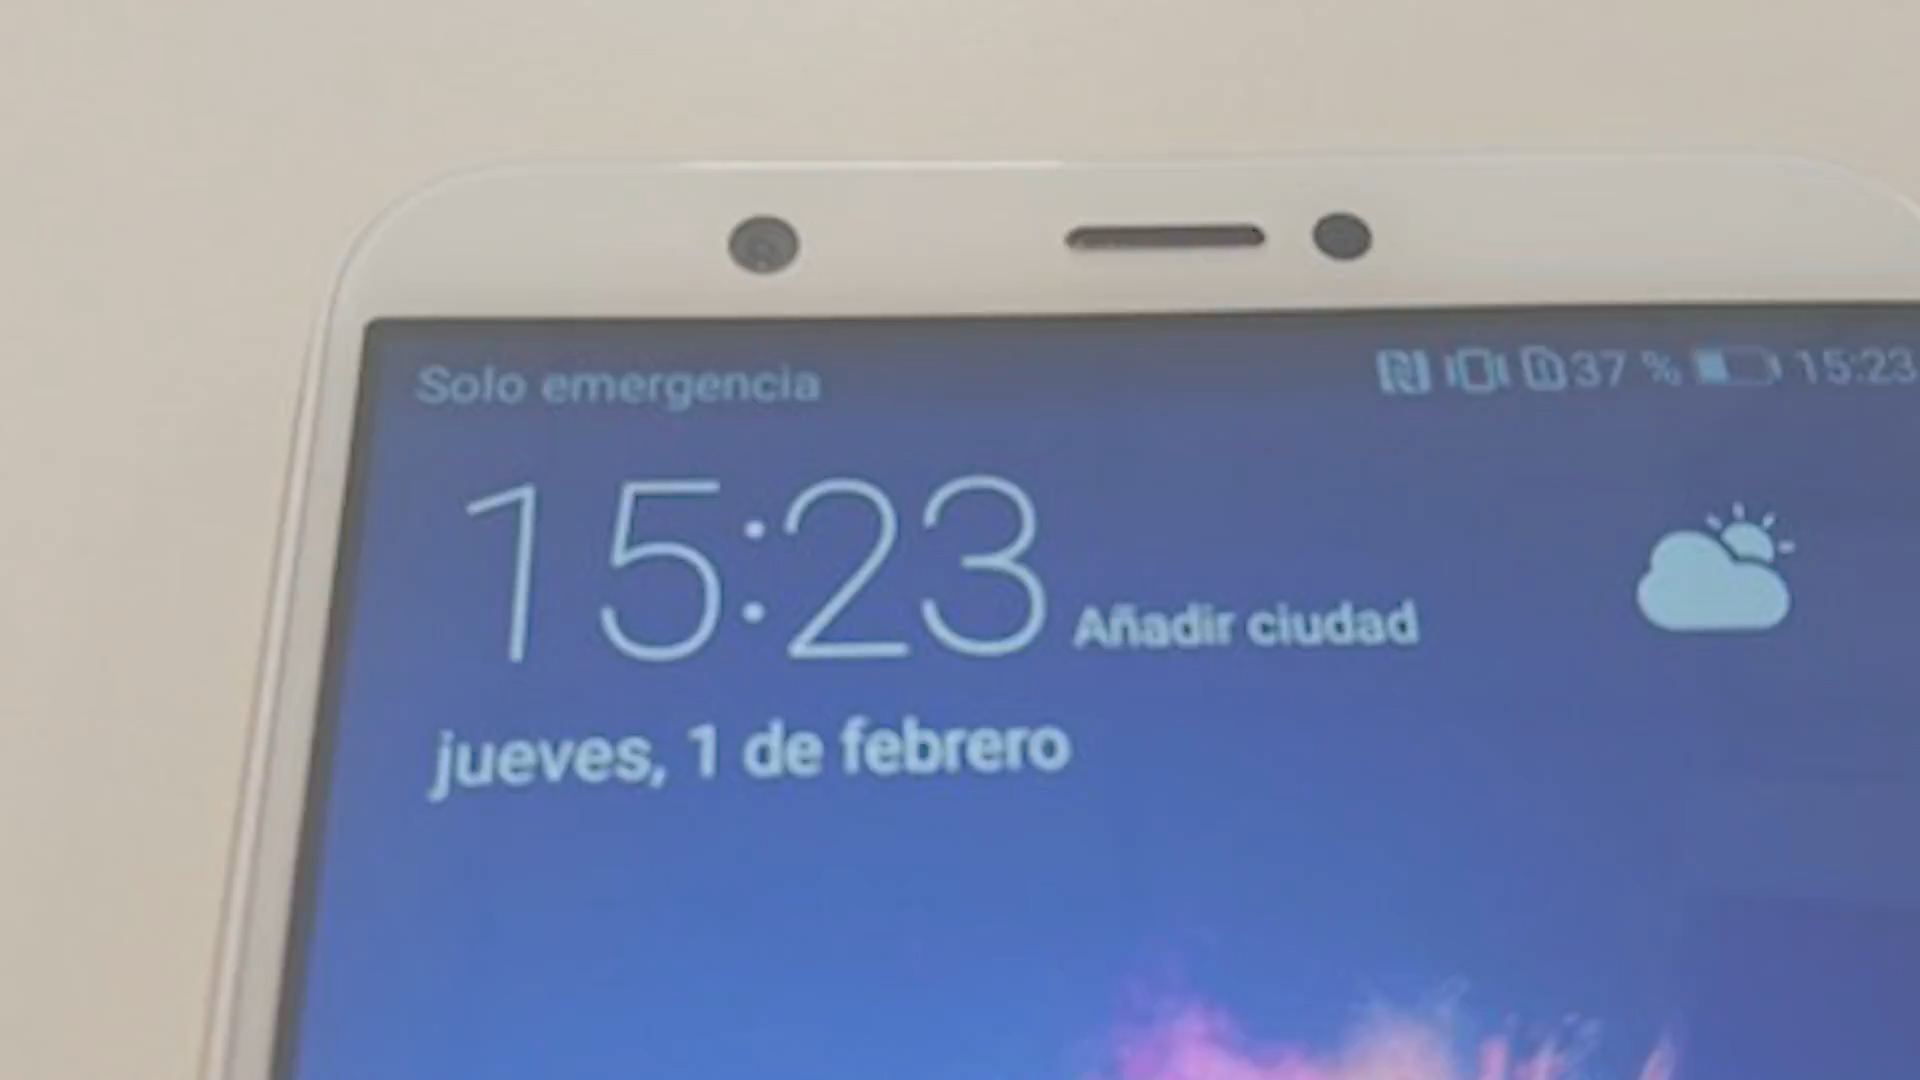 Solo emergencia 37 % 15:23
15:23 Añadir ciudad
jueves, 1 de febrero